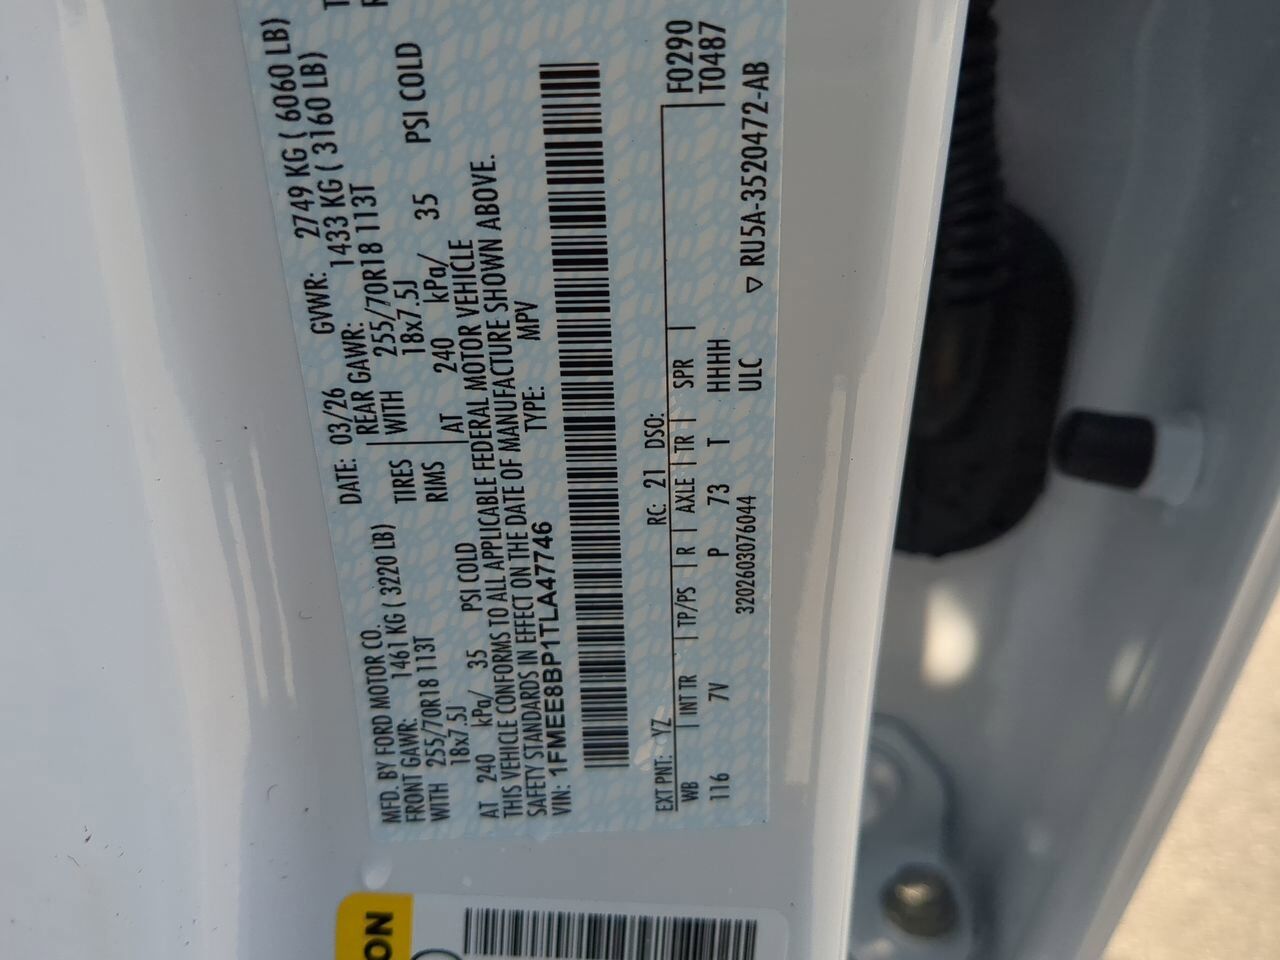 MFD. BY FORD MOTOR CO. DATE: 03/26 GVWR: 2749 KG ( 6060 LB)
FRONT GAWR: 1461 KG ( 3220 LB) REAR GAWR: 1433 KG ( 3160 LB)
WITH 255/70R18 113T TIRES WITH 255/70R18 113T
18x7.5J RIMS 18x7.5J
AT 240 kPa/ 35 PSI COLD AT 240 kPa/ 35 PSI COLD
THIS VEHICLE CONFORMS TO ALL APPLICABLE FEDERAL MOTOR VEHICLE
SAFETY STANDARDS IN EFFECT ON THE DATE OF MANUFACTURE SHOWN ABOVE.
VIN: 1FMEE8BP1TLA47746 TYPE: MPV
EXT PNT: YZ RC: 21 DSO: F0290
WB | INT TR | TP/PS | R | AXLE | TR | SPR | T0487
116 7V P 73 T HHHH
3202603076044 ULC ▽ RU5A-3520472-AB
ON